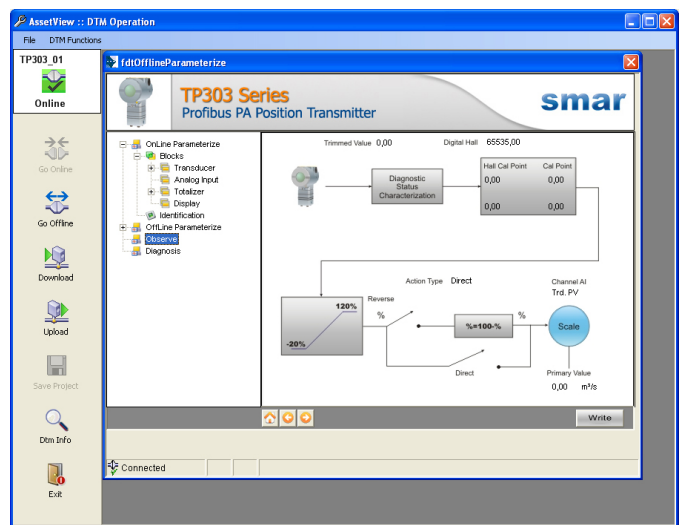 AssetView :: DTM Operation
File DTM Functions
TP303_01
Online
Go Online
Go Offline
Download
Upload
Save Project
Dtm Info
Exit
fdtOfflineParameterize
TP303 Series
Profibus PA
Position Transmitter
smar
OnLine Parameterize
Blocks
Transducer
Analog Input
Totalizer
Display
Identification
OffLine Parameterize
Observe
Diagnosis
Trimmed Value 0,00 Digital Hall 65535,00
Diagnostic
Status
Characterization
Hall Cal Point Cal Point
0,00 0,00
0,00 0,00
Action Type Direct
Channel AI
Trd. PV
120%
-20%
Reverse
%
%=100-%
%
Scale
Direct
Primary Value
0,00 m³/s
Write
Connected